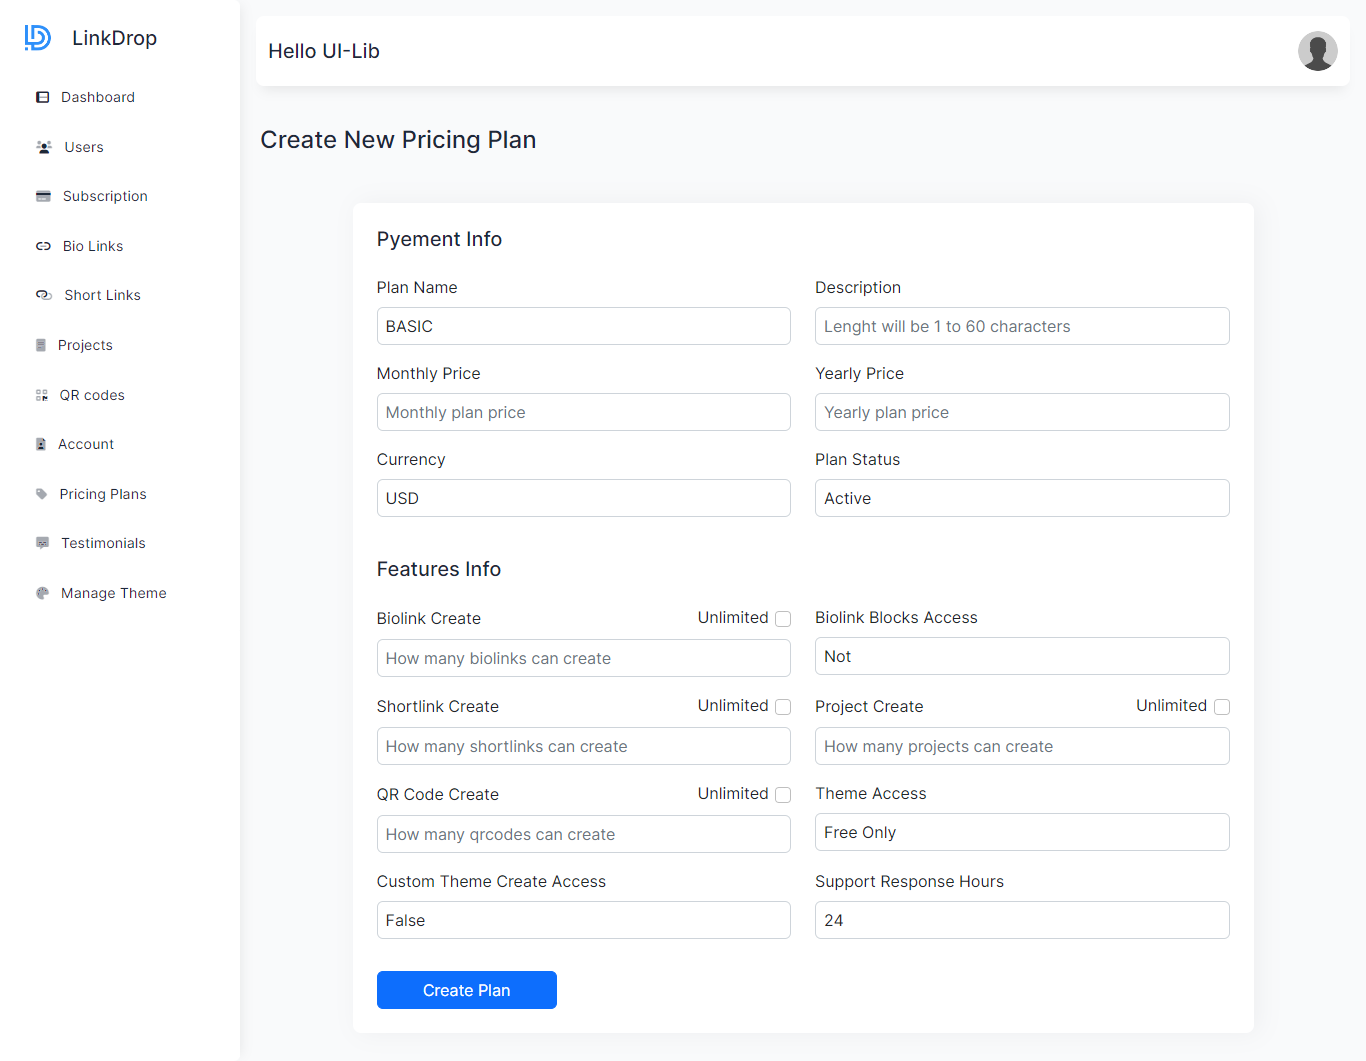 LinkDrop
Dashboard
Users
Subscription
Bio Links
Short Links
Projects
QR codes
Account
Pricing Plans
Testimonials
Manage Theme
Hello UI-Lib
Create New Pricing Plan
Pyement Info
Plan Name
Description
BASIC
Lenght will be 1 to 60 characters
Monthly Price
Yearly Price
Monthly plan price
Yearly plan price
Currency
Plan Status
USD
Active
Features Info
Biolink Create
Unlimited
Biolink Blocks Access
How many biolinks can create
Not
Shortlink Create
Unlimited
Project Create
Unlimited
How many shortlinks can create
How many projects can create
QR Code Create
Unlimited
Theme Access
How many qrcodes can create
Free Only
Custom Theme Create Access
Support Response Hours
False
24
Create Plan